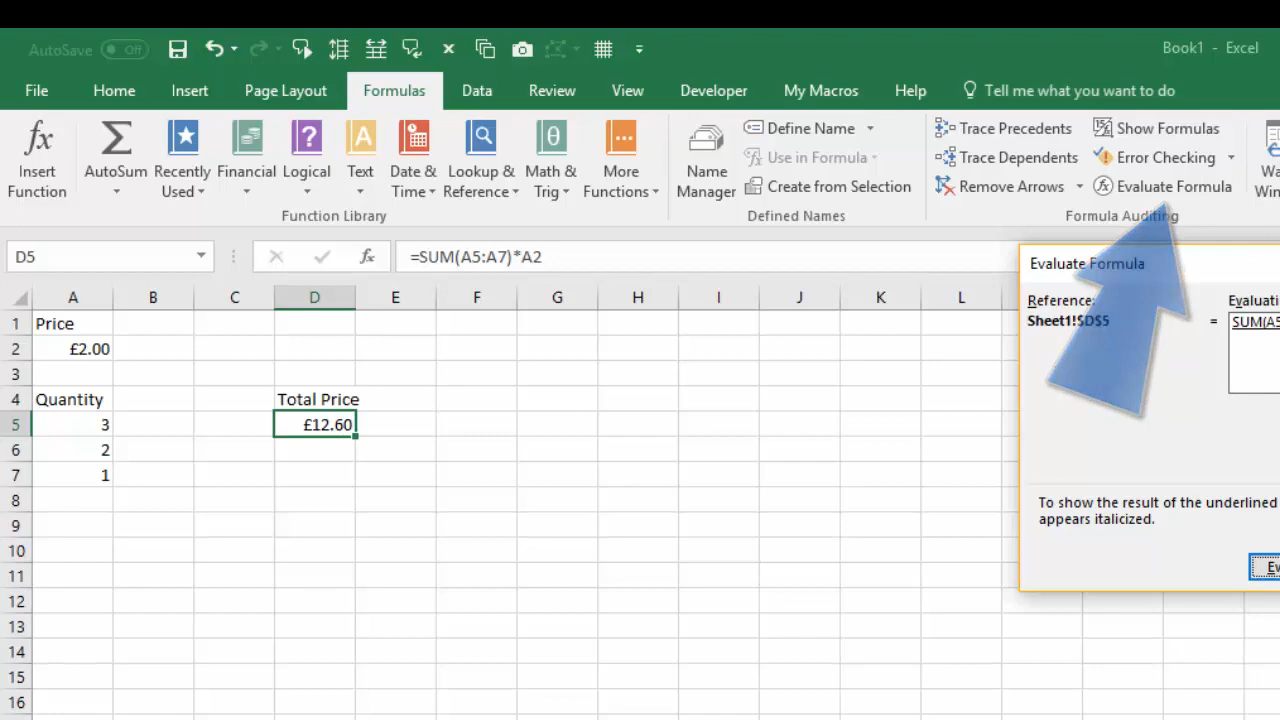 AutoSave Off Book1 - Excel
File Home Insert Page Layout Formulas Data Review View Developer My Macros Help Tell me what you want to do
fx Insert Function
AutoSum
Recently Used
Financial
Logical
Text
Date & Time
Lookup & Reference
Math & Trig
More Functions
Function Library
Name Manager
Define Name
Use in Formula
Create from Selection
Defined Names
Trace Precedents
Trace Dependents
Remove Arrows
Show Formulas
Error Checking
Evaluate Formula
Formula Auditing
D5 fx =SUM(A5:A7)*A2
A B C D E F G H I J K L
1 Price
2 £2.00
3
4 Quantity Total Price
5 3 £12.60
6 2
7 1
8
9
10
11
12
13
14
15
16
Evaluate Formula
Reference:
Sheet1!$D$5 =
To show the result of the underlined
appears italicized.